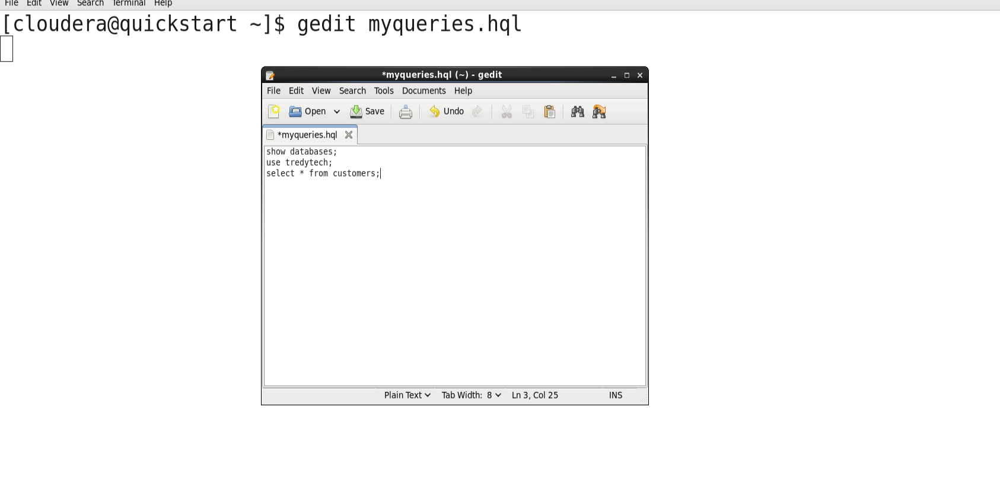 File Edit View Search Terminal Help
[cloudera@quickstart ~]$ gedit myqueries.hql
*myqueries.hql (~) - gedit
File Edit View Search Tools Documents Help
Open Save Undo
*myqueries.hql
show databases;
use tredytech;
select * from customers;
Plain Text Tab Width: 8 Ln 3, Col 25 INS